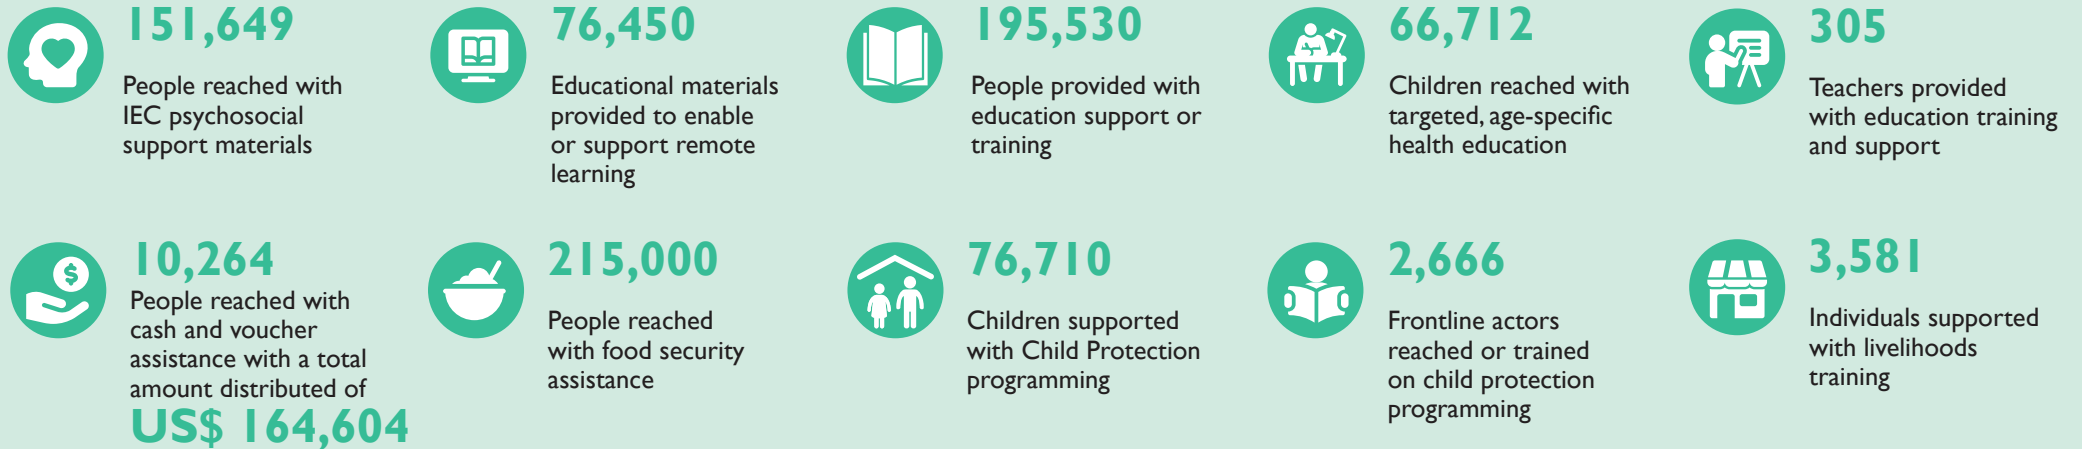 151,649
People reached with
IEC psychosocial
support materials
76,450
Educational materials
provided to enable
or support remote
learning
195,530
People provided with
education support or
training
66,712
Children reached with
targeted, age-specific
health education
305
Teachers provided
with education training
and support
10,264
People reached with
cash and voucher
assistance with a total
amount distributed of
US$ 164,604
215,000
People reached
with food security
assistance
76,710
Children supported
with Child Protection
programming
2,666
Frontline actors
reached or trained
on child protection
programming
3,581
Individuals supported
with livelihoods
training